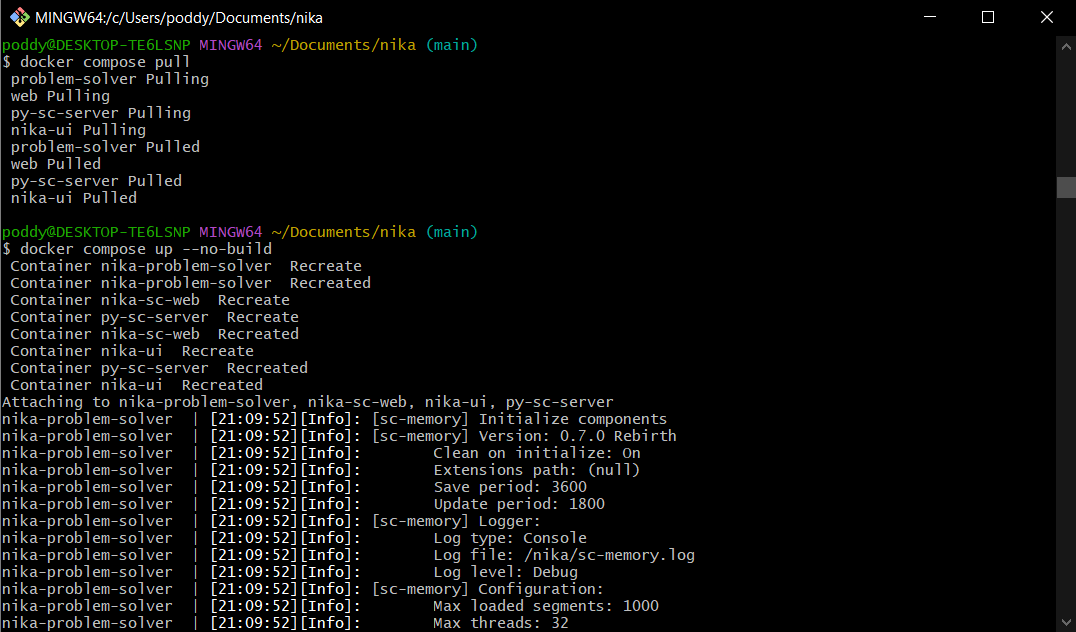 MINGW64:/c/Users/poddy/Documents/nika
poddy@DESKTOP-TE6LSNP MINGW64 ~/Documents/nika (main)
$ docker compose pull
problem-solver Pulling
web Pulling
py-sc-server Pulling
nika-ui Pulling
problem-solver Pulled
web Pulled
py-sc-server Pulled
nika-ui Pulled
poddy@DESKTOP-TE6LSNP MINGW64 ~/Documents/nika (main)
$ docker compose up --no-build
Container nika-problem-solver  Recreate
Container nika-problem-solver  Recreated
Container nika-sc-web  Recreate
Container py-sc-server  Recreate
Container nika-sc-web  Recreated
Container nika-ui  Recreate
Container py-sc-server  Recreated
Container nika-ui  Recreated
Attaching to nika-problem-solver, nika-sc-web, nika-ui, py-sc-server
nika-problem-solver  | [21:09:52][Info]: [sc-memory] Initialize components
nika-problem-solver  | [21:09:52][Info]: [sc-memory] Version: 0.7.0 Rebirth
nika-problem-solver  | [21:09:52][Info]:        Clean on initialize: On
nika-problem-solver  | [21:09:52][Info]:        Extensions path: (null)
nika-problem-solver  | [21:09:52][Info]:        Save period: 3600
nika-problem-solver  | [21:09:52][Info]:        Update period: 1800
nika-problem-solver  | [21:09:52][Info]: [sc-memory] Logger:
nika-problem-solver  | [21:09:52][Info]:        Log type: Console
nika-problem-solver  | [21:09:52][Info]:        Log file: /nika/sc-memory.log
nika-problem-solver  | [21:09:52][Info]:        Log level: Debug
nika-problem-solver  | [21:09:52][Info]: [sc-memory] Configuration:
nika-problem-solver  | [21:09:52][Info]:        Max loaded segments: 1000
nika-problem-solver  | [21:09:52][Info]:        Max threads: 32